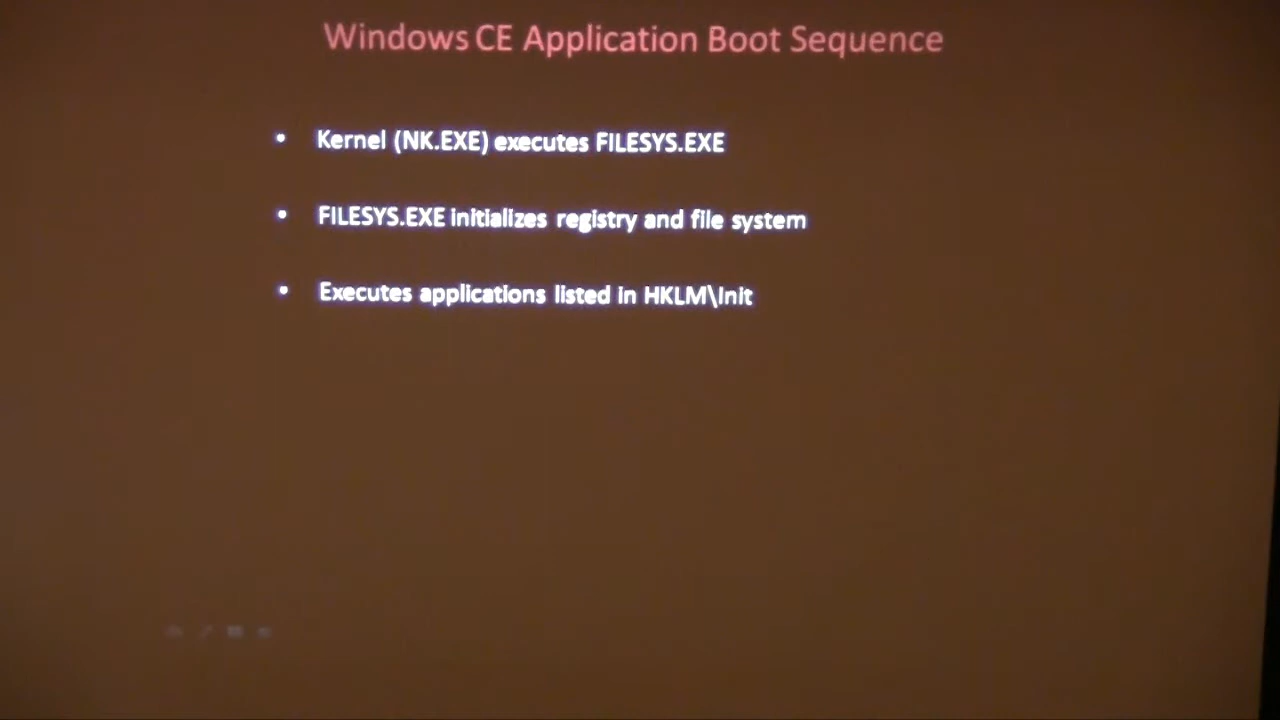 Windows CE Application Boot Sequence
• Kernel (NK.EXE) executes FILESYS.EXE
• FILESYS.EXE initializes registry and file system
• Executes applications listed in HKLM\Init